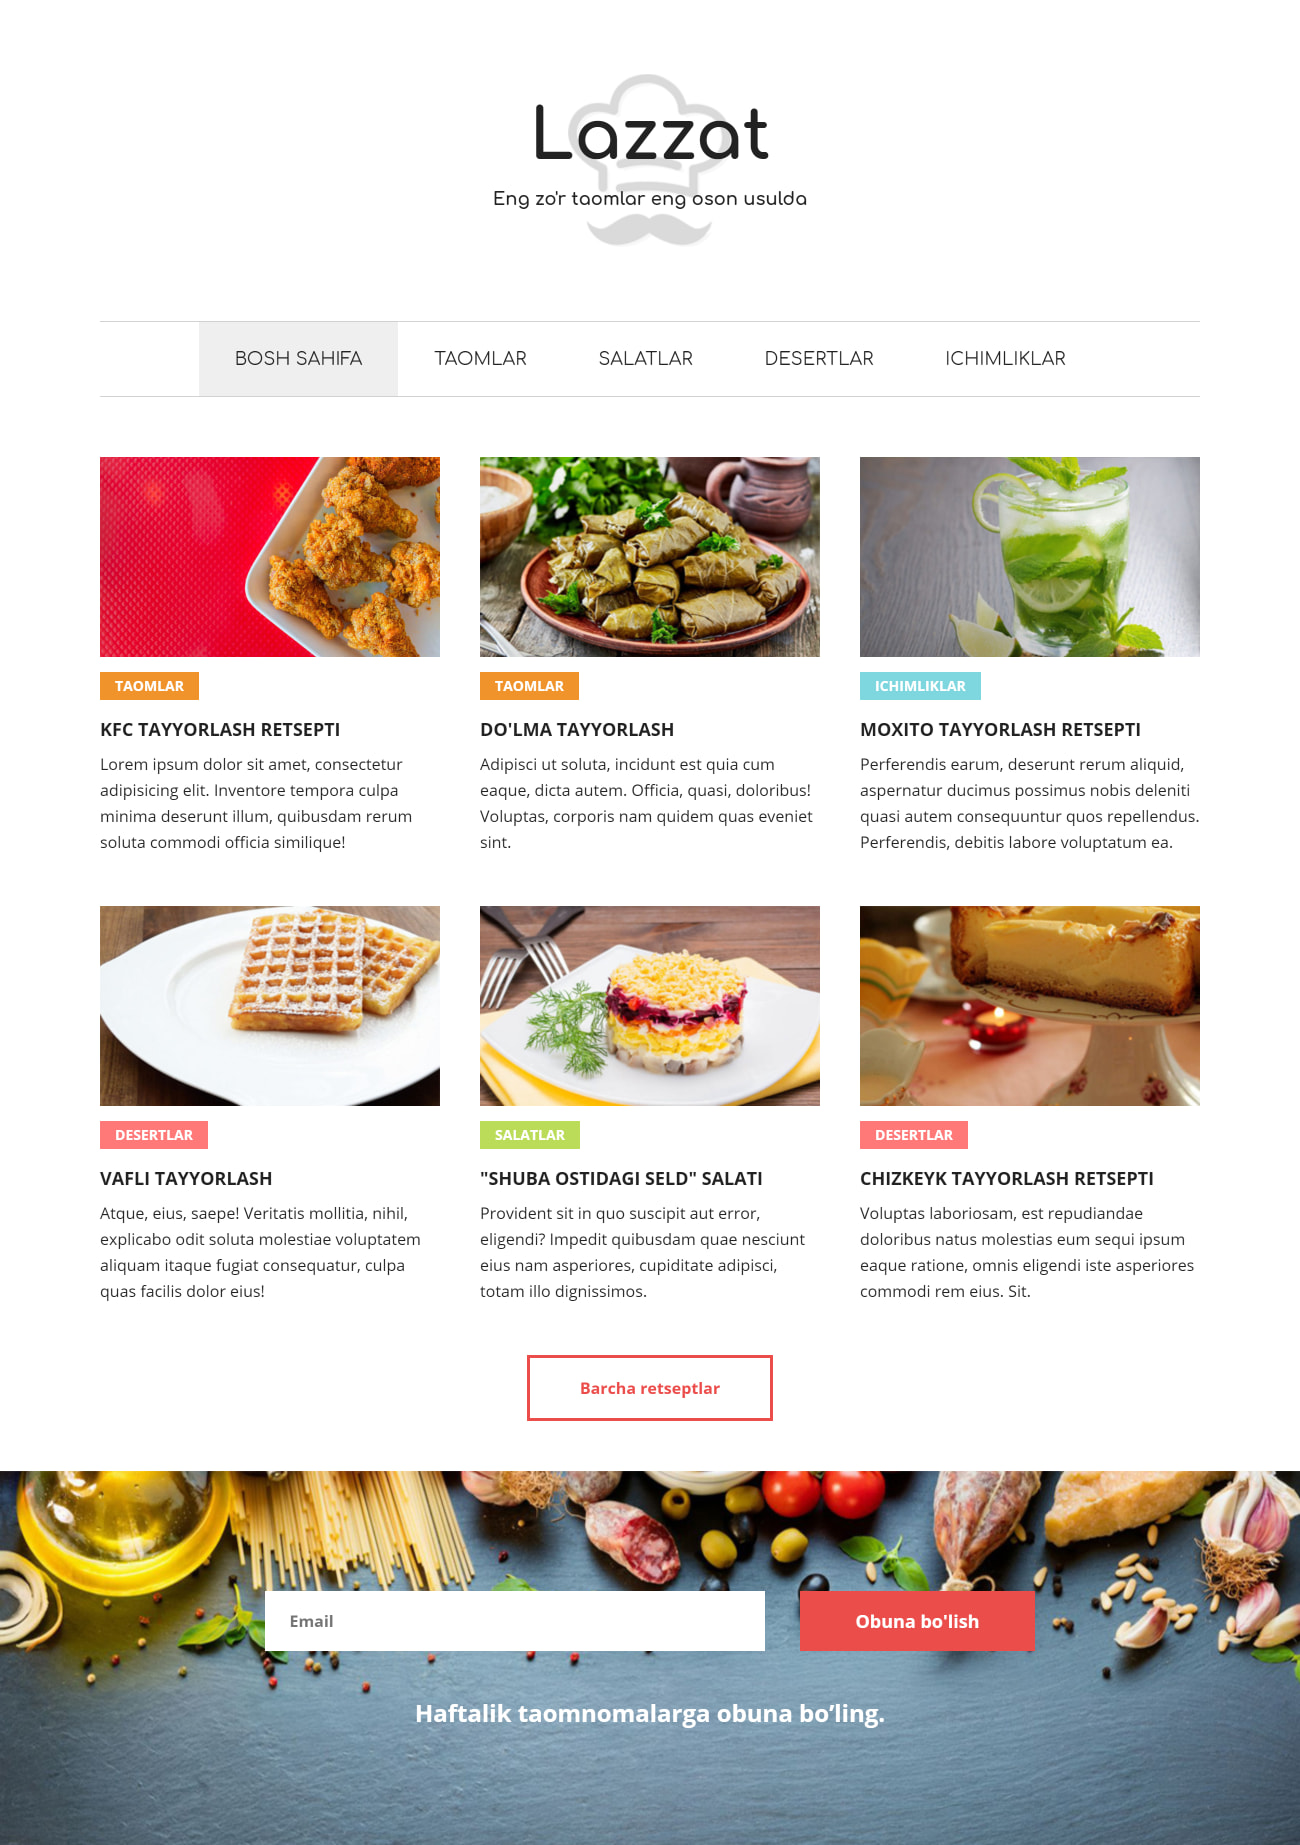 Lazzat
Eng zo'r taomlar eng oson usulda
BOSH SAHIFA TAOMLAR SALATLAR DESERTLAR ICHIMLIKLAR
TAOMLAR
KFC TAYYORLASH RETSEPTI
Lorem ipsum dolor sit amet, consectetur
adipisicing elit. Inventore tempora culpa
minima deserunt illum, quibusdam rerum
soluta commodi officia similique!
TAOMLAR
DO'LMA TAYYORLASH
Adipisci ut soluta, incidunt est quia cum
eaque, dicta autem. Officia, quasi, doloribus!
Voluptas, corporis nam quidem quas eveniet
sint.
ICHIMLIKLAR
MOXITO TAYYORLASH RETSEPTI
Perferendis earum, deserunt rerum aliquid,
aspernatur ducimus possimus nobis deleniti
quasi autem consequuntur quos repellendus.
Perferendis, debitis labore voluptatum ea.
DESERTLAR
VAFLI TAYYORLASH
Atque, eius, saepe! Veritatis mollitia, nihil,
explicabo odit soluta molestiae voluptatem
aliquam itaque fugiat consequatur, culpa
quas facilis dolor eius!
SALATLAR
"SHUBA OSTIDAGI SELD" SALATI
Provident sit in quo suscipit aut error,
eligendi? Impedit quibusdam quae nesciunt
eius nam asperiores, cupiditate adipisci,
totam illo dignissimos.
DESERTLAR
CHIZKEYK TAYYORLASH RETSEPTI
Voluptas laboriosam, est repudiandae
doloribus natus molestias eum sequi ipsum
eaque ratione, omnis eligendi iste asperiores
commodi rem eius. Sit.
Barcha retseptlar
Email
Obuna bo'lish
Haftalik taomnomalarga obuna bo’ling.